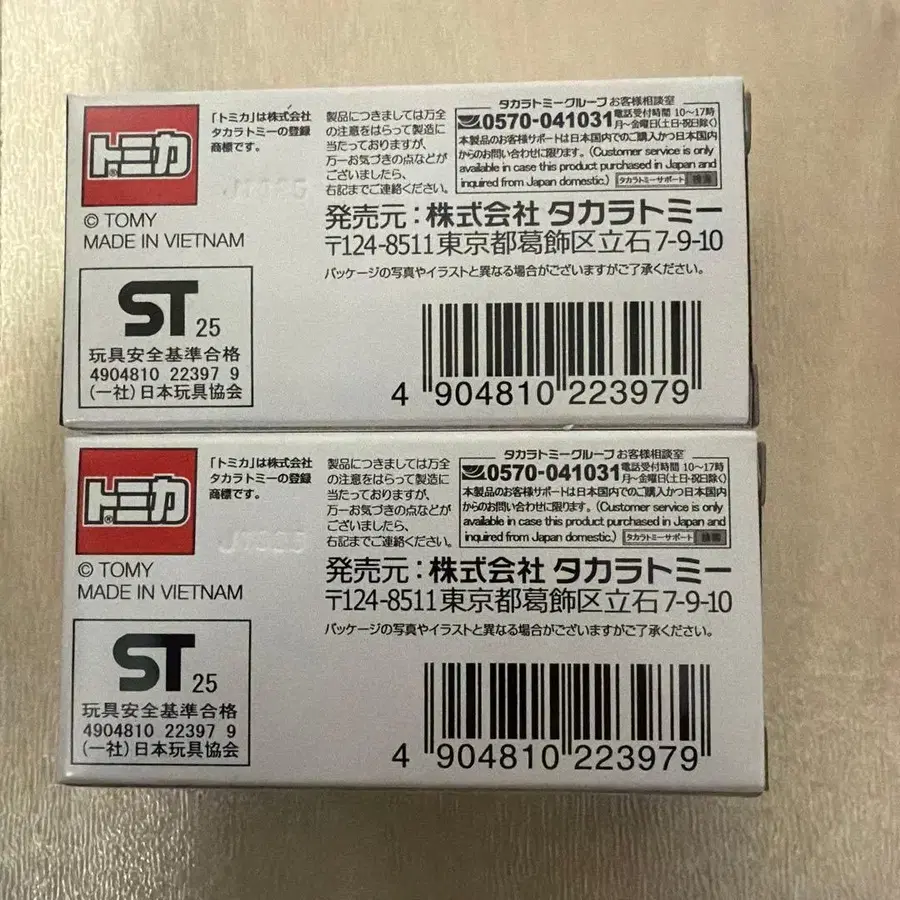 トミカ
®
© TOMY
MADE IN VIETNAM
「トミカ」は株式会社
タカラトミーの登録
商標です。
製品につきましては万全
の注意をはらって製造に
当たっておりますが、
万一お気づきの点などが
ございましたら、
右記までご連絡ください。
タカラトミーグループ お客様相談室
0570-041031
電話受付時間 10～17時
月～金曜日(土日・祝日除く)
本製品のお客様サポートは日本国内でのご購入かつ日本国内
からのお問い合わせに限ります。(Customer service is only
available in case this product purchased in Japan and
inquired from Japan domestic.) タカラトミーサポート 検索
発売元：株式会社 タカラトミー
〒124-8511東京都葛飾区立石7-9-10
パッケージの写真やイラストと異なる場合がございますがご了承ください。
ST 25
玩具安全基準合格
4904810 22397 9
(一社)日本玩具協会
4 904810 223979
トミカ
®
© TOMY
MADE IN VIETNAM
「トミカ」は株式会社
タカラトミーの登録
商標です。
製品につきましては万全
の注意をはらって製造に
当たっておりますが、
万一お気づきの点などが
ございましたら、
右記までご連絡ください。
タカラトミーグループ お客様相談室
0570-041031
電話受付時間 10～17時
月～金曜日(土日・祝日除く)
本製品のお客様サポートは日本国内でのご購入かつ日本国内
からのお問い合わせに限ります。(Customer service is only
available in case this product purchased in Japan and
inquired from Japan domestic.) タカラトミーサポート 検索
発売元：株式会社 タカラトミー
〒124-8511東京都葛飾区立石7-9-10
パッケージの写真やイラストと異なる場合がございますがご了承ください。
ST 25
玩具安全基準合格
4904810 22397 9
(一社)日本玩具協会
4 904810 223979